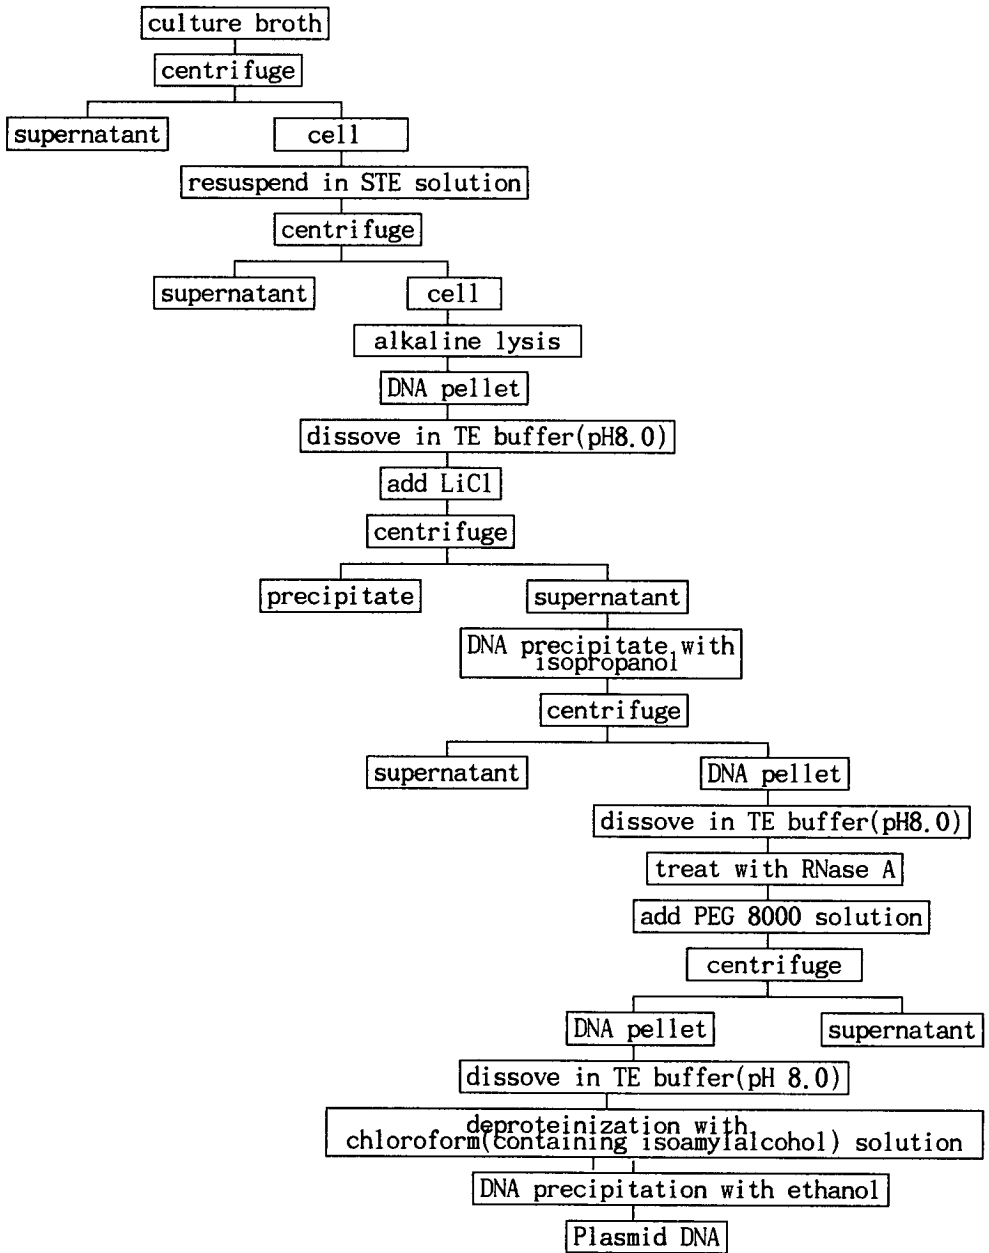 culture broth
centrifuge
supernatant
cell
resuspend in STE solution
centrifuge
supernatant
cell
alkaline lysis
DNA pellet
dissove in TE buffer(pH8.0)
add LiCl
centrifuge
precipitate
supernatant
DNA precipitate with
isopropanol
centrifuge
supernatant
DNA pellet
dissove in TE buffer(pH8.0)
treat with RNase A
add PEG 8000 solution
centrifuge
DNA pellet
supernatant
dissove in TE buffer(pH 8.0)
deproteinization with
chloroform(containing isoamylalcohol) solution
DNA precipitation with ethanol
Plasmid DNA